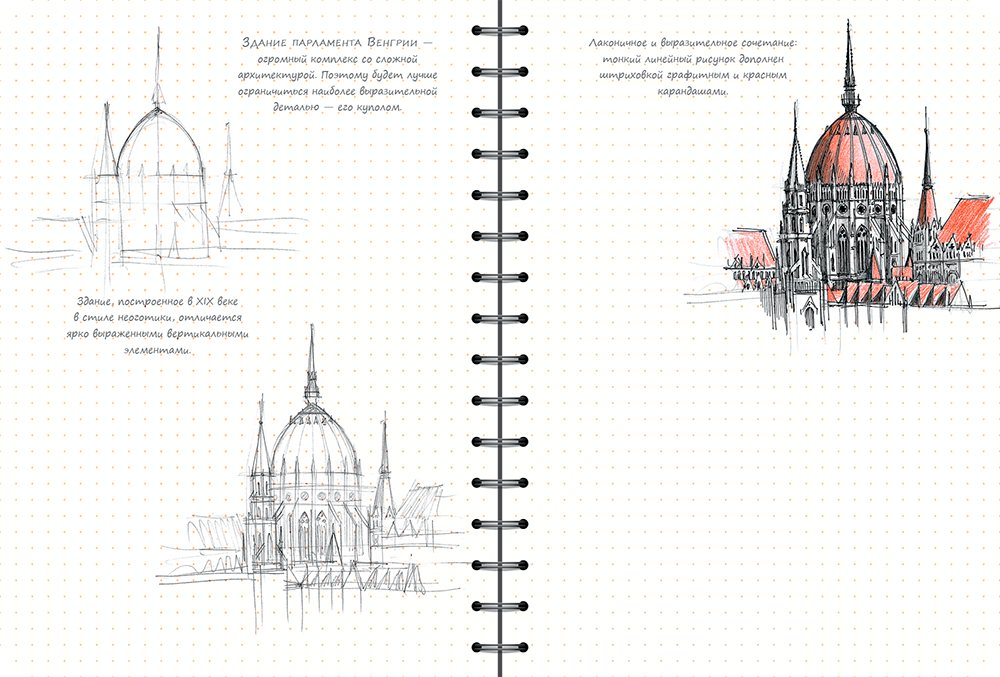 Здание парламента Венгрии —
огромный комплекс со сложной
архитектурой. Поэтому будет лучше
ограничиться наиболее выразительной
деталью — его куполом.
Здание, построенное в XIX веке
в стиле неоготики, отличается
ярко выраженными вертикальными
элементами.
Лаконичное и выразительное сочетание:
тонкий линейный рисунок дополнен
штриховкой графитным и красным
карандашами.